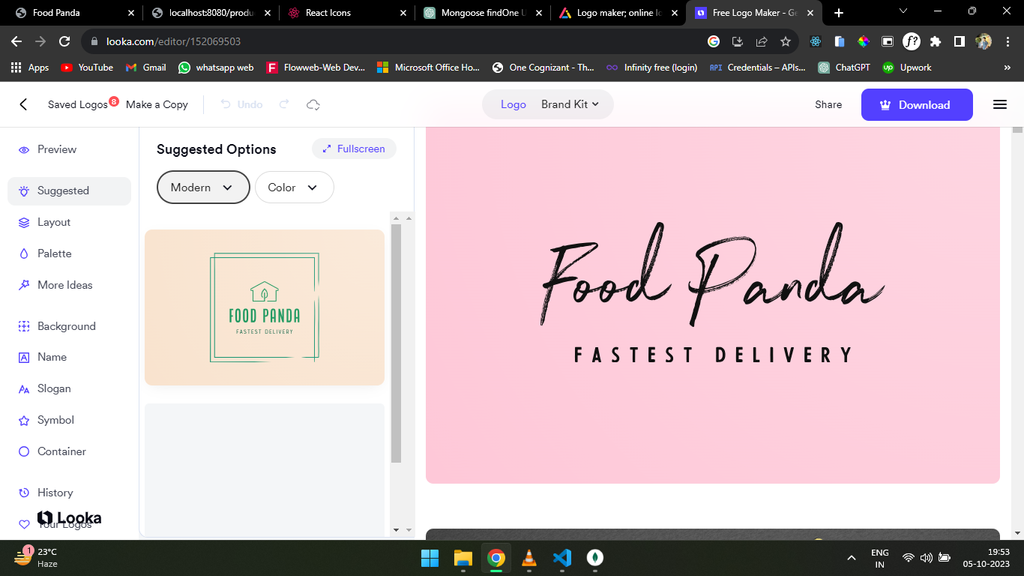 Food Panda
localhost:8080/produ
React Icons
Mongoose findOne U
Logo maker; online lo
Free Logo Maker - Ge
looka.com/editor/152069503
Apps
YouTube
Gmail
whatsapp web
Flowweb-Web Dev...
Microsoft Office Ho...
One Cognizant - Th...
Infinity free (login)
API Credentials – APIs...
ChatGPT
Upwork
»
Saved Logos 8
Make a Copy
Undo
Logo
Brand Kit
Share
Download
Preview
Suggested
Layout
Palette
More Ideas
Background
Name
Slogan
Symbol
Container
History
Your Logos
Looka
Suggested Options
Fullscreen
Modern
Color
FOOD PANDA
FASTEST DELIVERY
Food Panda
FASTEST DELIVERY
1
23°C
Haze
ENG
IN
19:53
05-10-2023